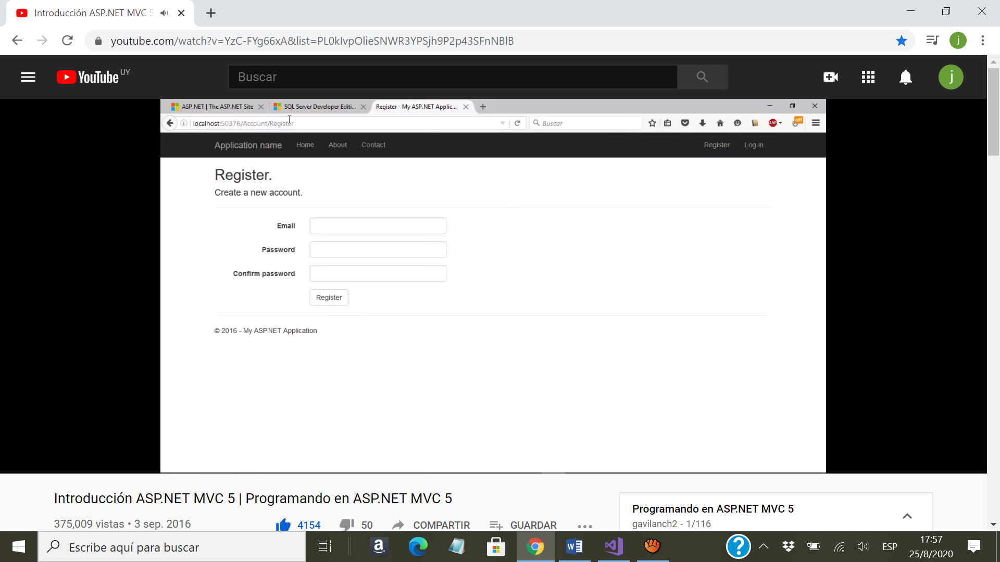 Introducción ASP.NET MVC 5
youtube.com/watch?v=YzC-FYg66xA&list=PL0kIvpOlieSNWR3YPSjh9P2p43SFnNBlB
j
YouTube UY
Buscar
j
ASP.NET | The ASP.NET Site
SQL Server Developer Editi...
Register - My ASP.NET Applic...
localhost:50376/Account/Register
Buscar
ABP
off
Application name
Home
About
Contact
Register
Log in
Register.
Create a new account.
Email
Password
Confirm password
Register
© 2016 - My ASP.NET Application
Introducción ASP.NET MVC 5 | Programando en ASP.NET MVC 5
375,009 vistas • 3 sep. 2016
4154
50
COMPARTIR
GUARDAR
Programando en ASP.NET MVC 5
gavilanch2 - 1/116
Escribe aquí para buscar
ESP
17:57
25/8/2020